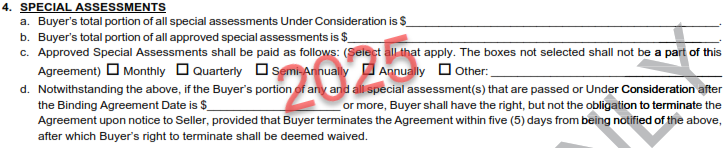 4. SPECIAL ASSESSMENTS
a. Buyer's total portion of all special assessments Under Consideration is $____________.
b. Buyer's total portion of all approved special assessments is $____________.
c. Approved Special Assessments shall be paid as follows: (Select all that apply. The boxes not selected shall not be a part of this
Agreement) ☐ Monthly ☐ Quarterly ☐ Semi-Annually ☐ Annually ☐ Other: ____________
d. Notwithstanding the above, if the Buyer's portion of any and all special assessment(s) that are passed or Under Consideration after
the Binding Agreement Date is $____________ or more, Buyer shall have the right, but not the obligation to terminate the
Agreement upon notice to Seller, provided that Buyer terminates the Agreement within five (5) days from being notified of the above,
after which Buyer's right to terminate shall be deemed waived.
2025
NLY